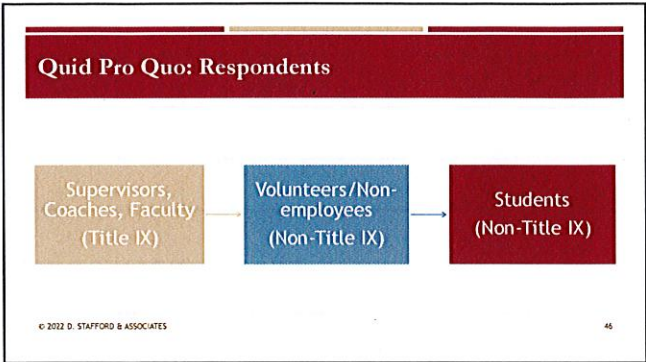 Quid Pro Quo: Respondents
Supervisors,
Coaches, Faculty
(Title IX)
Volunteers/Non-
employees
(Non-Title IX)
Students
(Non-Title IX)
© 2022 D. STAFFORD & ASSOCIATES
46